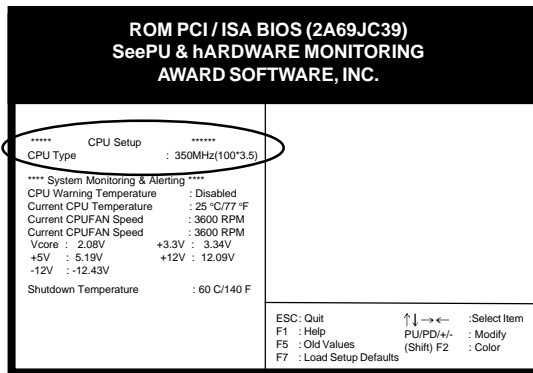 ROM PCI / ISA BIOS (2A69JC39)
SeePU & hARDWARE MONITORING
AWARD SOFTWARE, INC.
***** CPU Setup ******
CPU Type : 350MHz(100*3.5)
**** System Monitoring & Alerting ****
CPU Warning Temperature : Disabled
Current CPU Temperature : 25 °C/77 °F
Current CPUFAN Speed : 3600 RPM
Current CPUFAN Speed : 3600 RPM
Vcore : 2.08V +3.3V : 3.34V
+5V : 5.19V +12V : 12.09V
-12V : -12.43V
Shutdown Temperature : 60 C/140 F
ESC : Quit ↑↓→← :Select Item
F1 : Help PU/PD/+/- : Modify
F5 : Old Values (Shift) F2 : Color
F7 : Load Setup Defaults